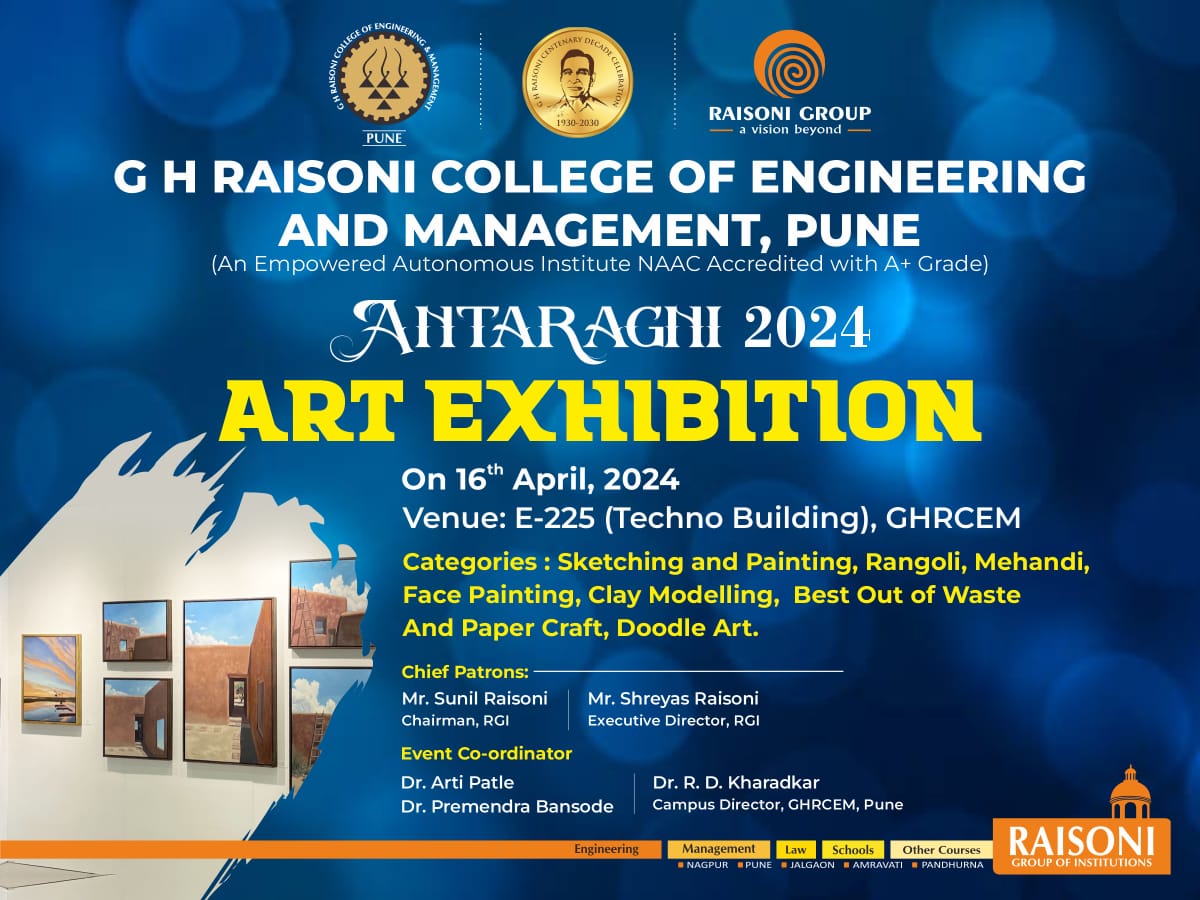 G H RAISONI COLLEGE OF ENGINEERING & MANAGEMENT
PUNE
G H RAISONI CENTENARY DECADE CELEBRATION
1930-2030
RAISONI GROUP
a vision beyond
G H RAISONI COLLEGE OF ENGINEERING
AND MANAGEMENT, PUNE
(An Empowered Autonomous Institute NAAC Accredited with A+ Grade)
ANTARAGNI 2024
ART EXHIBITION
On 16th April, 2024
Venue: E-225 (Techno Building), GHRCEM
Categories : Sketching and Painting, Rangoli, Mehandi,
Face Painting, Clay Modelling, Best Out of Waste
And Paper Craft, Doodle Art.
Chief Patrons:
Mr. Sunil Raisoni
Chairman, RGI
Mr. Shreyas Raisoni
Executive Director, RGI
Event Co-ordinator
Dr. Arti Patle
Dr. Premendra Bansode
Dr. R. D. Kharadkar
Campus Director, GHRCEM, Pune
Engineering Management Law Schools Other Courses
NAGPUR PUNE JALGAON AMRAVATI PANDHURNA
RAISONI
GROUP OF INSTITUTIONS